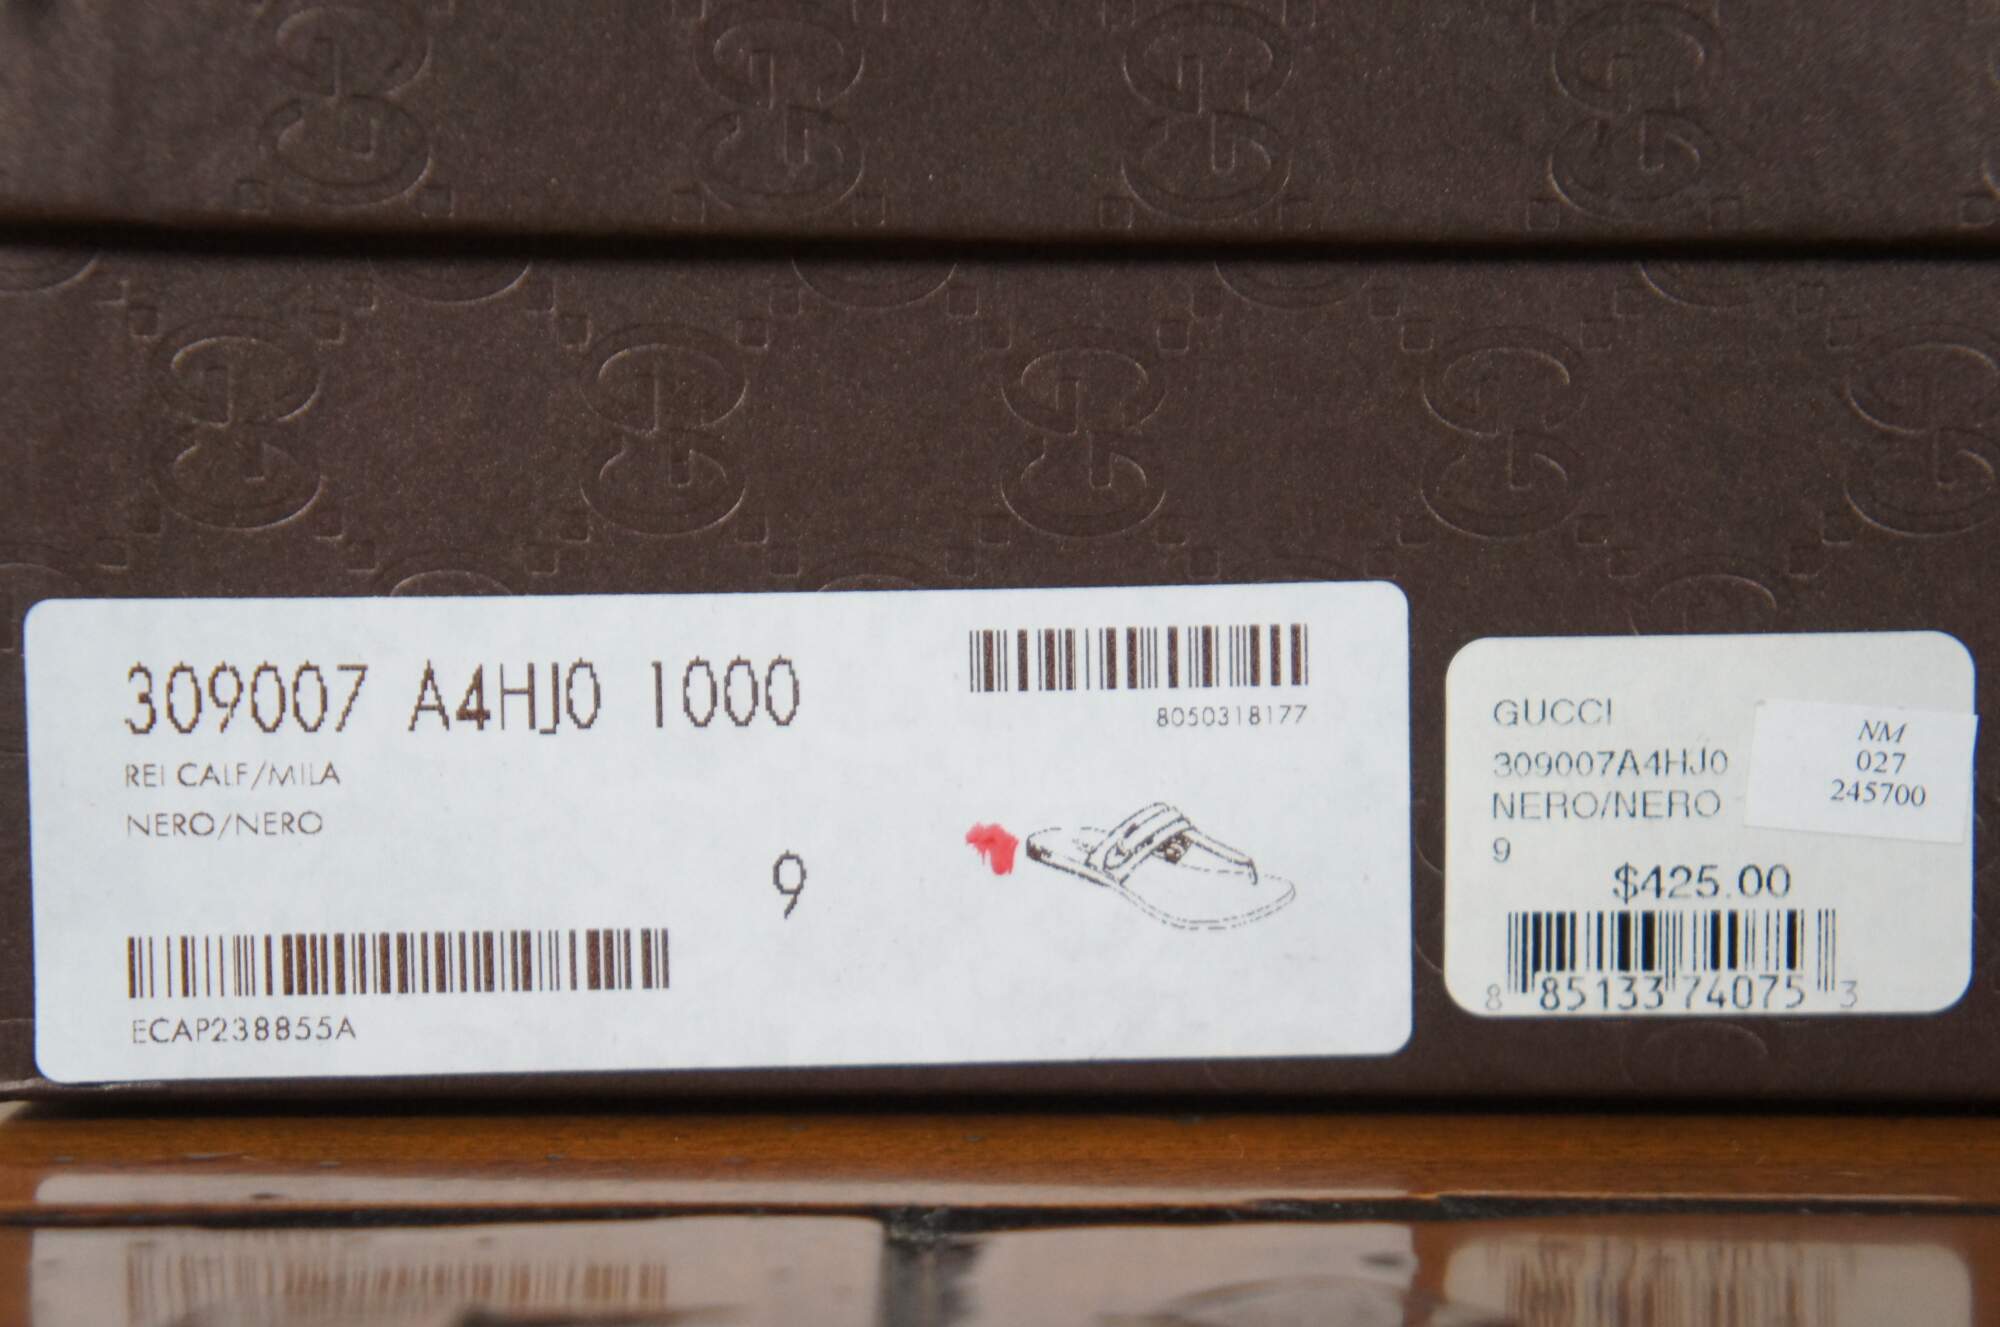 309007 A4HJ0 1000
REI CALF/MILA
NERO/NERO
9
ECAP238855A
8050318177
GUCCI
309007A4HJ0
NERO/NERO
9
$425.00
8 85133 74075 3
NM
027
245700